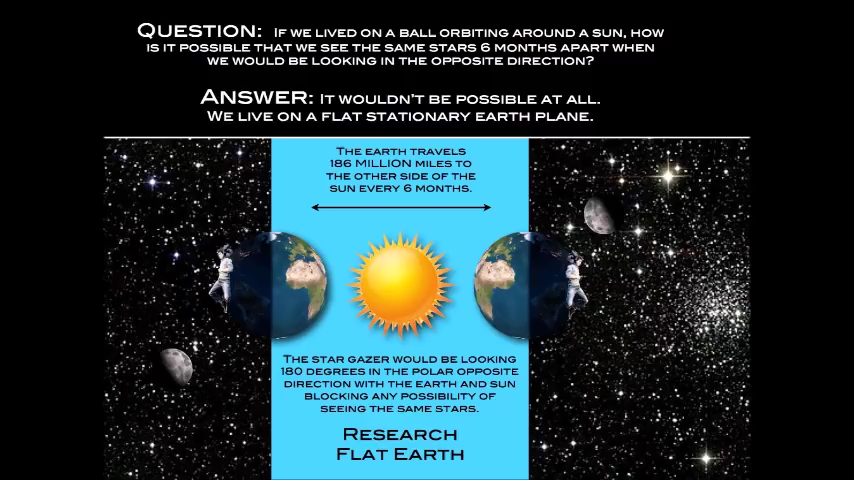 QUESTION: IF WE LIVED ON A BALL ORBITING AROUND A SUN, HOW
IS IT POSSIBLE THAT WE SEE THE SAME STARS 6 MONTHS APART WHEN
WE WOULD BE LOOKING IN THE OPPOSITE DIRECTION?
ANSWER: IT WOULDN'T BE POSSIBLE AT ALL.
WE LIVE ON A FLAT STATIONARY EARTH PLANE.
THE EARTH TRAVELS
186 MILLION MILES TO
THE OTHER SIDE OF THE
SUN EVERY 6 MONTHS.
THE STAR GAZER WOULD BE LOOKING
180 DEGREES IN THE POLAR OPPOSITE
DIRECTION WITH THE EARTH AND SUN
BLOCKING ANY POSSIBILITY OF
SEEING THE SAME STARS.
RESEARCH
FLAT EARTH